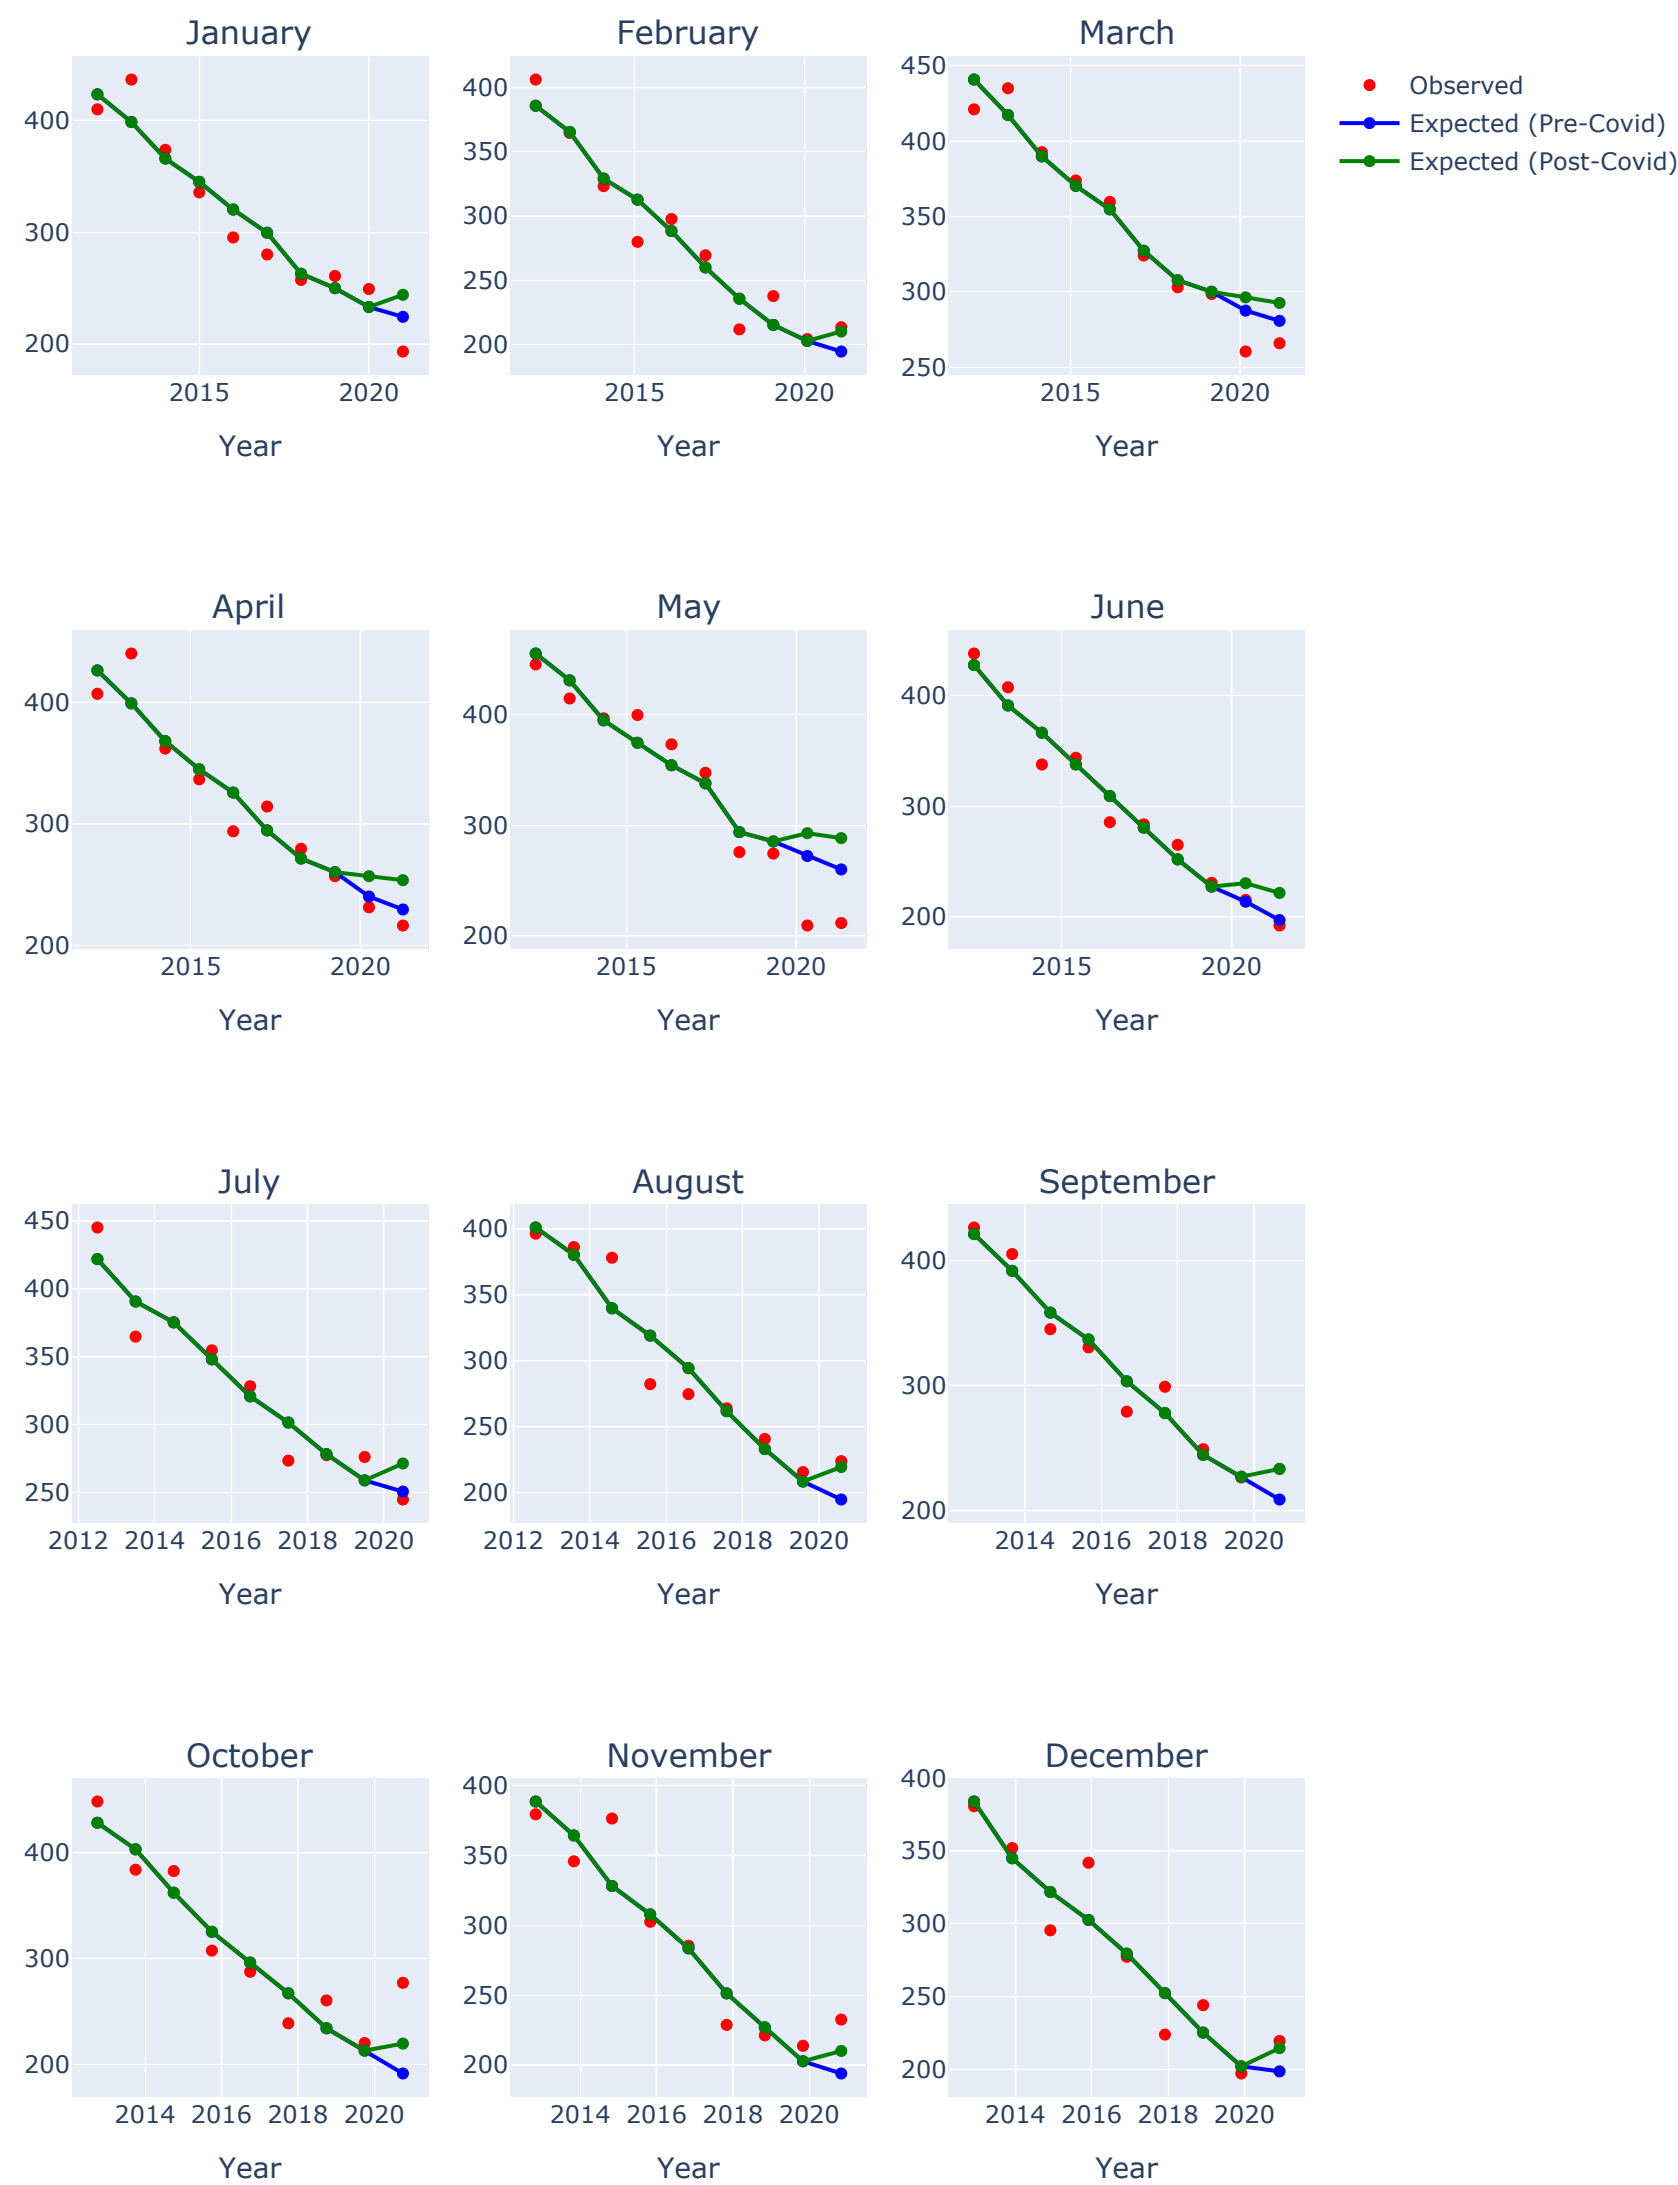 January
February
March
400
300
200
2015
2020
Year
400
350
300
250
200
2015
2020
Year
450
400
350
300
250
2015
2020
Year
Observed
Expected (Pre-Covid)
Expected (Post-Covid)
April
May
June
400
300
200
2015
2020
Year
400
300
200
2015
2020
Year
400
300
200
2015
2020
Year
July
August
September
450
400
350
300
250
2012 2014 2016 2018 2020
Year
400
350
300
250
200
2012 2014 2016 2018 2020
Year
400
300
200
2014 2016 2018 2020
Year
October
November
December
400
300
200
2014 2016 2018 2020
Year
400
350
300
250
200
2014 2016 2018 2020
Year
400
350
300
250
200
2014 2016 2018 2020
Year